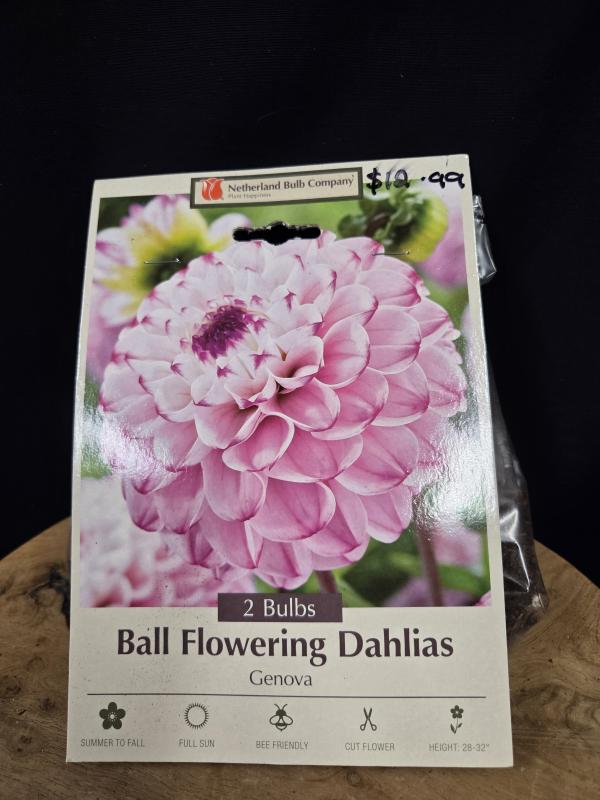 Netherland Bulb Company
Plant Happiness
$12.99
2 Bulbs
Ball Flowering Dahlias
Genova
SUMMER TO FALL
FULL SUN
BEE FRIENDLY
CUT FLOWER
HEIGHT: 28-32"